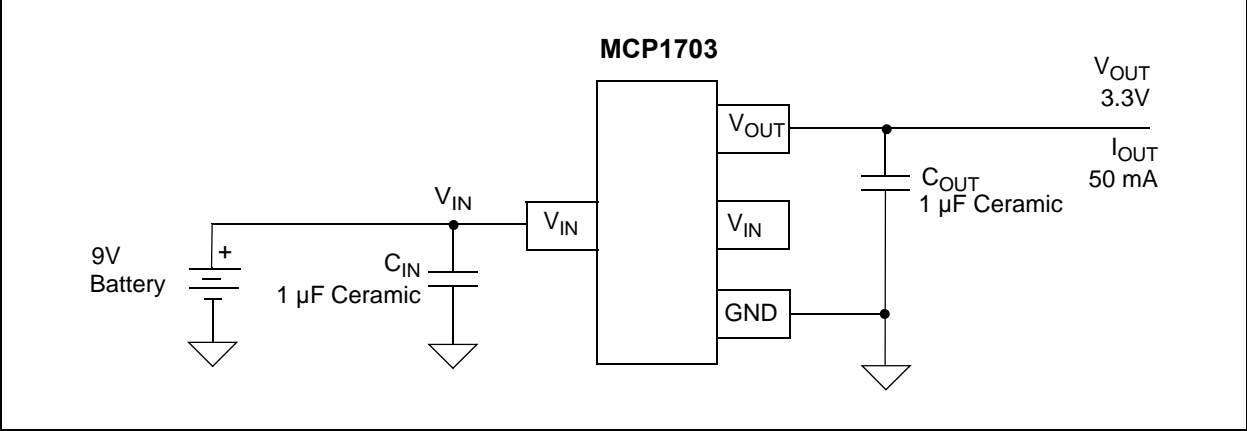 MCP1703
VOUT
3.3V
VOUT
IOUT
50 mA
COUT
1 µF Ceramic
VIN
VIN
VIN
+
9V
Battery
CIN
1 µF Ceramic
GND